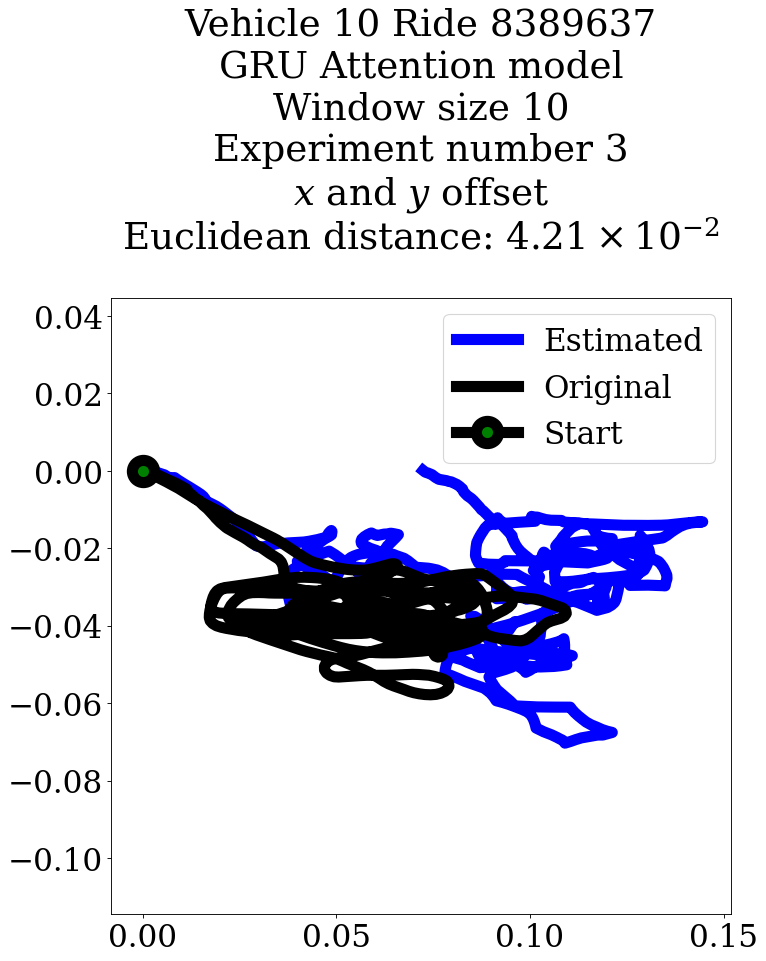 Vehicle 10 Ride 8389637
GRU Attention model
Window size 10
Experiment number 3
x and y offset
Euclidean distance: 4.21 × 10⁻²
Estimated
Original
Start
0.04
0.02
0.00
−0.02
−0.04
−0.06
−0.08
−0.10
0.00 0.05 0.10 0.15